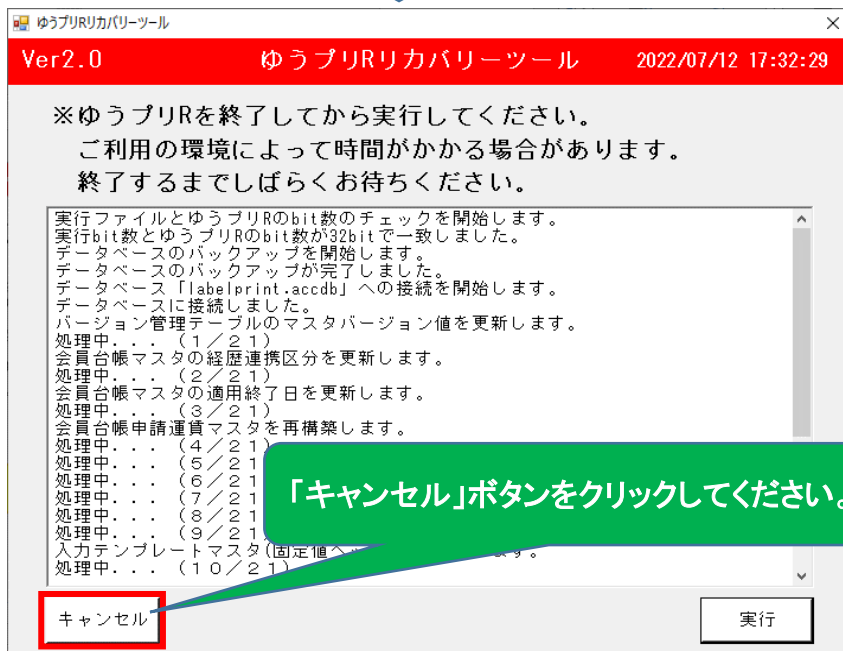 ゆうプリRリカバリーツール
Ver2.0 ゆうプリRリカバリーツール 2022/07/12 17:32:29
※ゆうプリRを終了してから実行してください。
ご利用の環境によって時間がかかる場合があります。
終了するまでしばらくお待ちください。
実行ファイルとゆうプリRのbit数のチェックを開始します。
実行bit数とゆうプリRのbit数が32bitで一致しました。
データベースのバックアップを開始します。
データベースのバックアップが完了しました。
データベース「labelprint.accdb」への接続を開始します。
データベースに接続しました。
バージョン管理テーブルのマスタバージョン値を更新します。
処理中...（１／２１）
会員台帳マスタの経歴連携区分を更新します。
処理中...（２／２１）
会員台帳マスタの適用終了日を更新します。
処理中...（３／２１）
会員台帳申請運賃マスタを再構築します。
処理中...（４／２１）
処理中...（５／２１
処理中...（６／２１
処理中...（７／２１
処理中...（８／２１
処理中...（９／２１
入力テンプレートマスタ(固定値ヘッ
処理中...（１０／２１）
「キャンセル」ボタンをクリックしてください。
キャンセル
実行